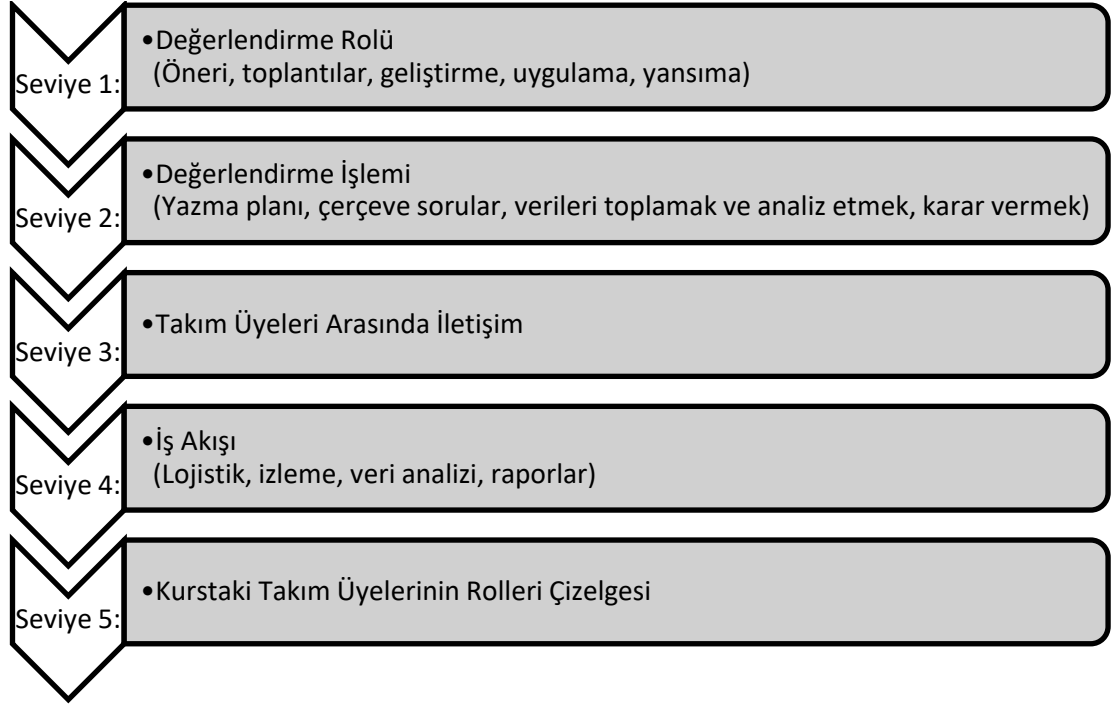 Seviye 1:
•Değerlendirme Rolü
(Öneri, toplantılar, geliştirme, uygulama, yansıma)
Seviye 2:
•Değerlendirme İşlemi
(Yazma planı, çerçeve sorular, verileri toplamak ve analiz etmek, karar vermek)
Seviye 3:
•Takım Üyeleri Arasında İletişim
Seviye 4:
•İş Akışı
(Lojistik, izleme, veri analizi, raporlar)
Seviye 5:
•Kurstaki Takım Üyelerinin Rolleri Çizelgesi